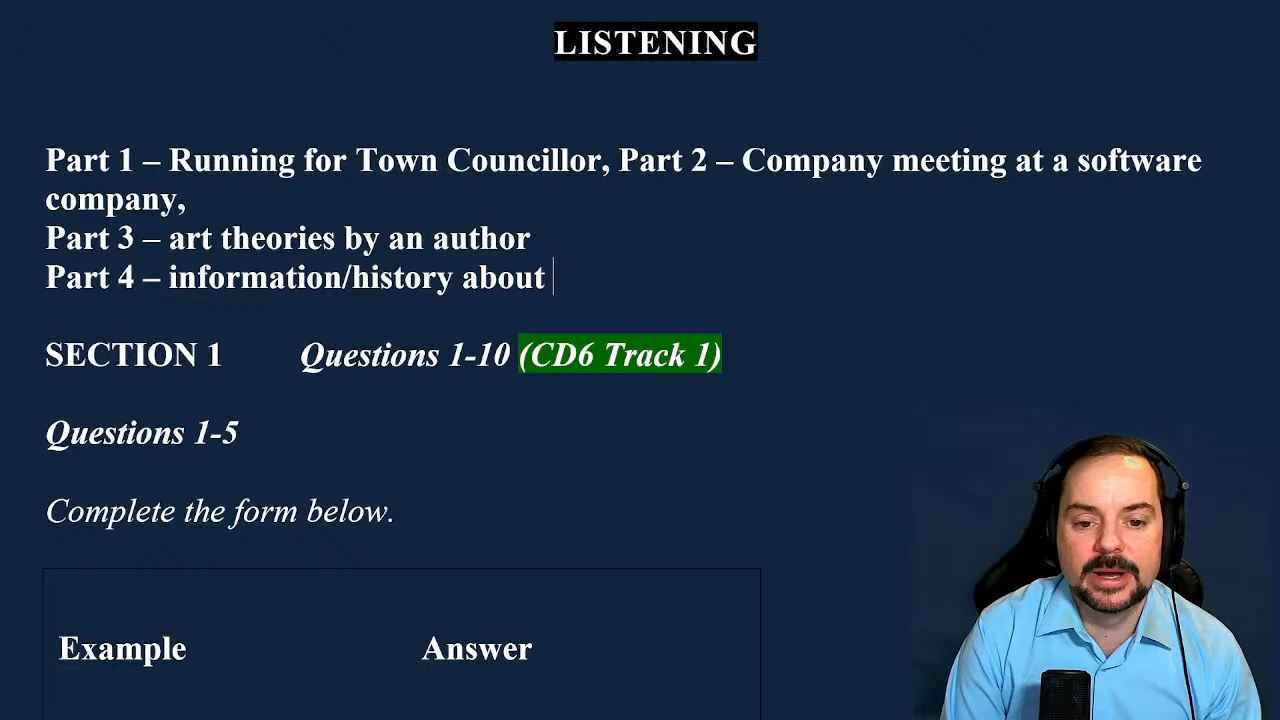 LISTENING
Part 1 – Running for Town Councillor, Part 2 – Company meeting at a software
company,
Part 3 – art theories by an author
Part 4 – information/history about
SECTION 1 Questions 1-10 (CD6 Track 1)
Questions 1-5
Complete the form below.
Example Answer